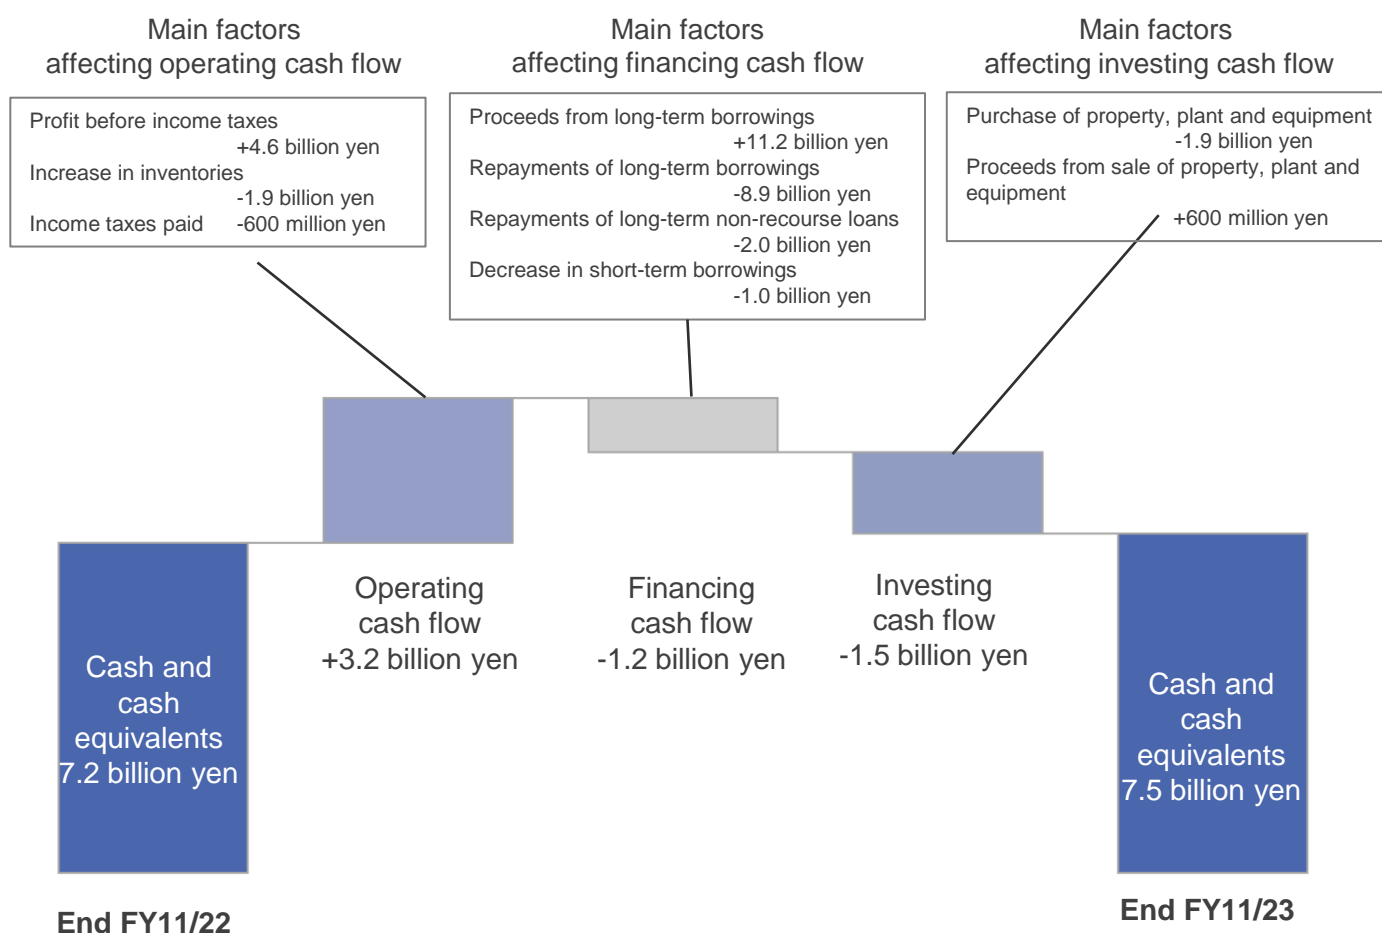 Main factors
affecting operating cash flow
Profit before income taxes
+4.6 billion yen
Increase in inventories
-1.9 billion yen
Income taxes paid -600 million yen
Main factors
affecting financing cash flow
Proceeds from long-term borrowings
+11.2 billion yen
Repayments of long-term borrowings
-8.9 billion yen
Repayments of long-term non-recourse loans
-2.0 billion yen
Decrease in short-term borrowings
-1.0 billion yen
Main factors
affecting investing cash flow
Purchase of property, plant and equipment
-1.9 billion yen
Proceeds from sale of property, plant and
equipment
+600 million yen
Cash and
cash
equivalents
7.2 billion yen
End FY11/22
Operating
cash flow
+3.2 billion yen
Financing
cash flow
-1.2 billion yen
Investing
cash flow
-1.5 billion yen
Cash and
cash
equivalents
7.5 billion yen
End FY11/23